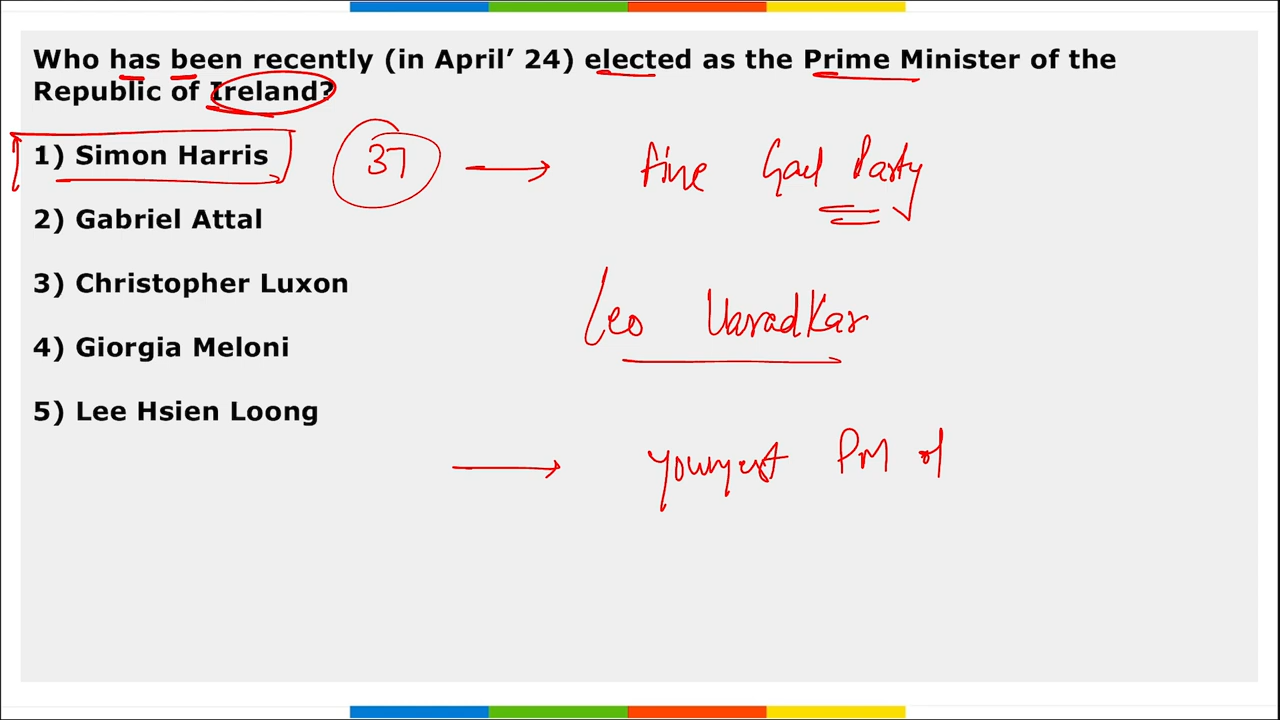 Who has been recently (in April’ 24) elected as the Prime Minister of the
Republic of Ireland?
1) Simon Harris 37 → Fine Gael Party
2) Gabriel Attal
3) Christopher Luxon
Leo Varadkar
4) Giorgia Meloni
5) Lee Hsien Loong
→ youngest PM of